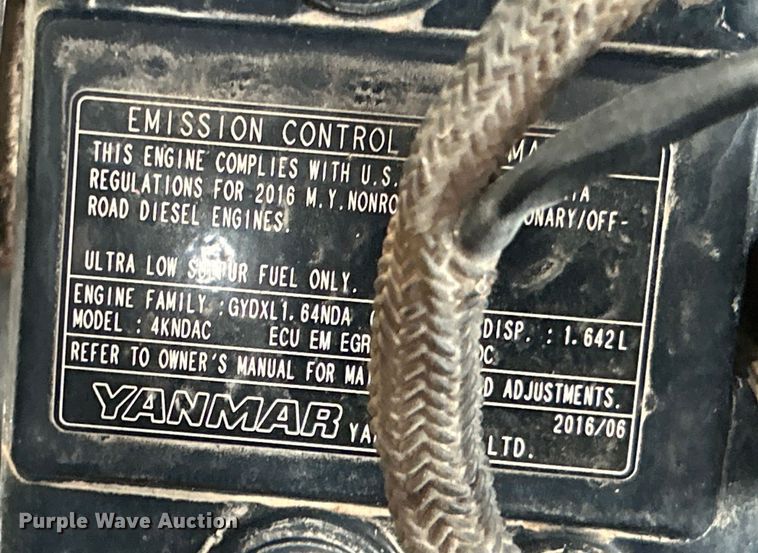 EMISSION CONTROL
THIS ENGINE COMPLIES WITH U.S.
REGULATIONS FOR 2016 M.Y. NONRO ONARY/OFF-
ROAD DIESEL ENGINES.
ULTRA LOW SULFUR FUEL ONLY.
ENGINE FAMILY :GYDXL1.64NDA DISP. : 1.642L
MODEL : 4KNDAC ECU EM EGR
REFER TO OWNER'S MANUAL FOR MA D ADJUSTMENTS.
2016/06
YANMAR YA LTD.
Purple Wave Auction